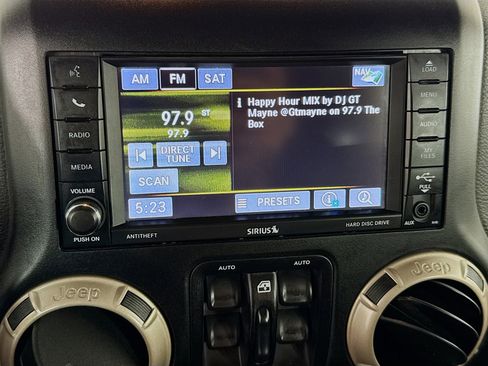 AM FM SAT NAV
LOAD
MENU
RADIO
AUDIO
MEDIA
MY
FILES
VOLUME
PULL
PUSH ON
ANTITHEFT
SIRIUS
HARD DISC DRIVE
AUX
97.9 ST
97.9
DIRECT
TUNE
SCAN
5:23
i Happy Hour MIX by DJ GT
Mayne @Gtmayne on 97.9 The
Box
PRESETS
AUTO AUTO
Jeep
Jeep